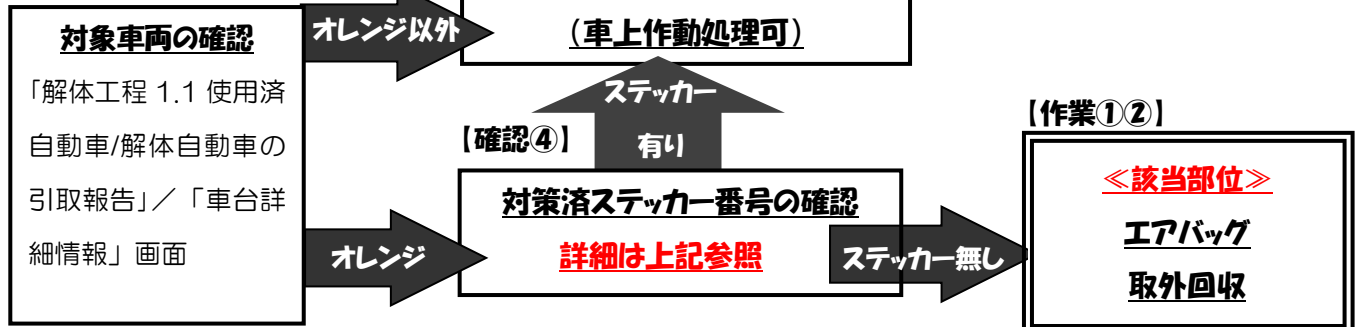 対象車両の確認
「解体工程 1.1 使用済
自動車/解体自動車の
引取報告」／「車台詳
細情報」画面
オレンジ以外
（車上作動処理可）
ステッカー
有り
オレンジ
【確認④】
対策済ステッカー番号の確認
詳細は上記参照
ステッカー無し
【作業①②】
≪該当部位≫
エアバッグ
取外回収